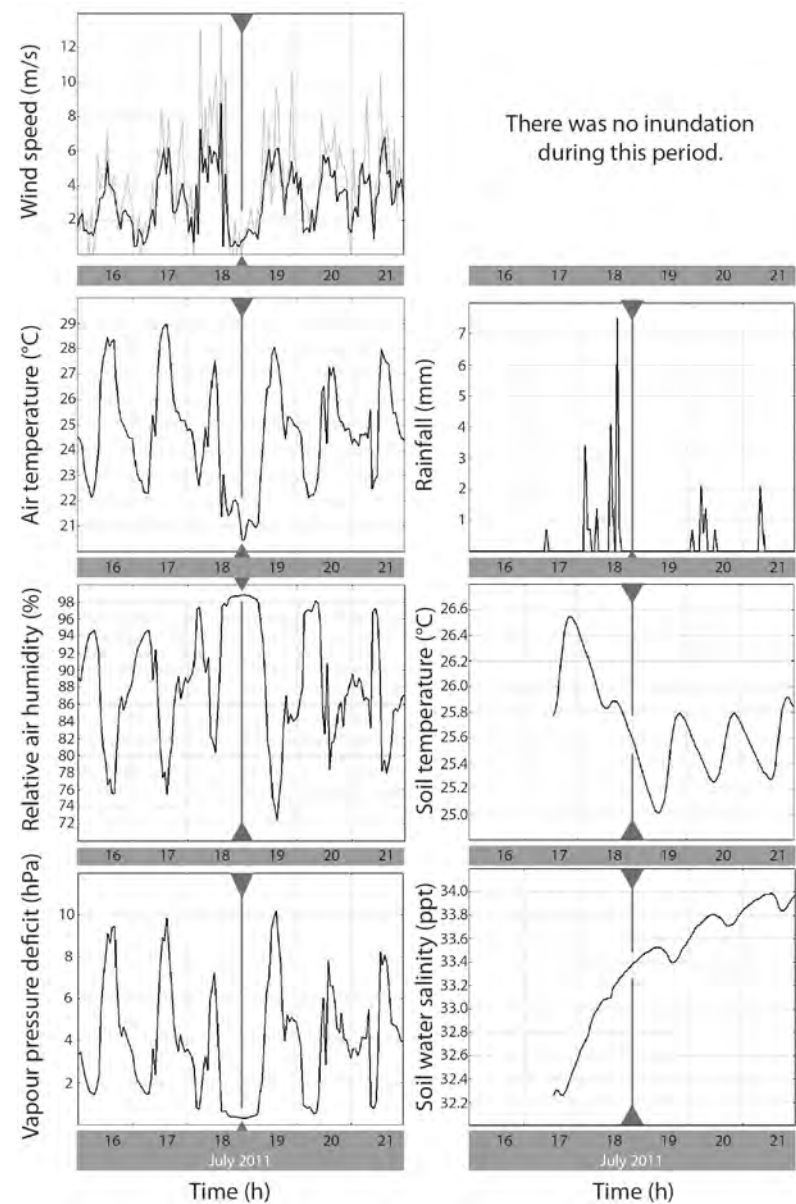 Wind speed (m/s)
12
10
8
6
4
2
16 17 18 19 20 21
There was no inundation
during this period.
16 17 18 19 20 21
Air temperature (°C)
29
28
27
26
25
24
23
22
21
16 17 18 19 20 21
Rainfall (mm)
7
6
5
4
3
2
1
16 17 18 19 20 21
Relative air humidity (%)
98
96
94
92
90
88
86
84
82
80
78
76
74
72
16 17 18 19 20 21
Soil temperature (°C)
26.6
26.4
26.2
26.0
25.8
25.6
25.4
25.2
25.0
16 17 18 19 20 21
Vapour pressure deficit (hPa)
10
8
6
4
2
16 17 18 19 20 21
July 2011
Time (h)
Soil water salinity (ppt)
34.0
33.8
33.6
33.4
33.2
33.0
32.8
32.6
32.4
32.2
16 17 18 19 20 21
July 2011
Time (h)